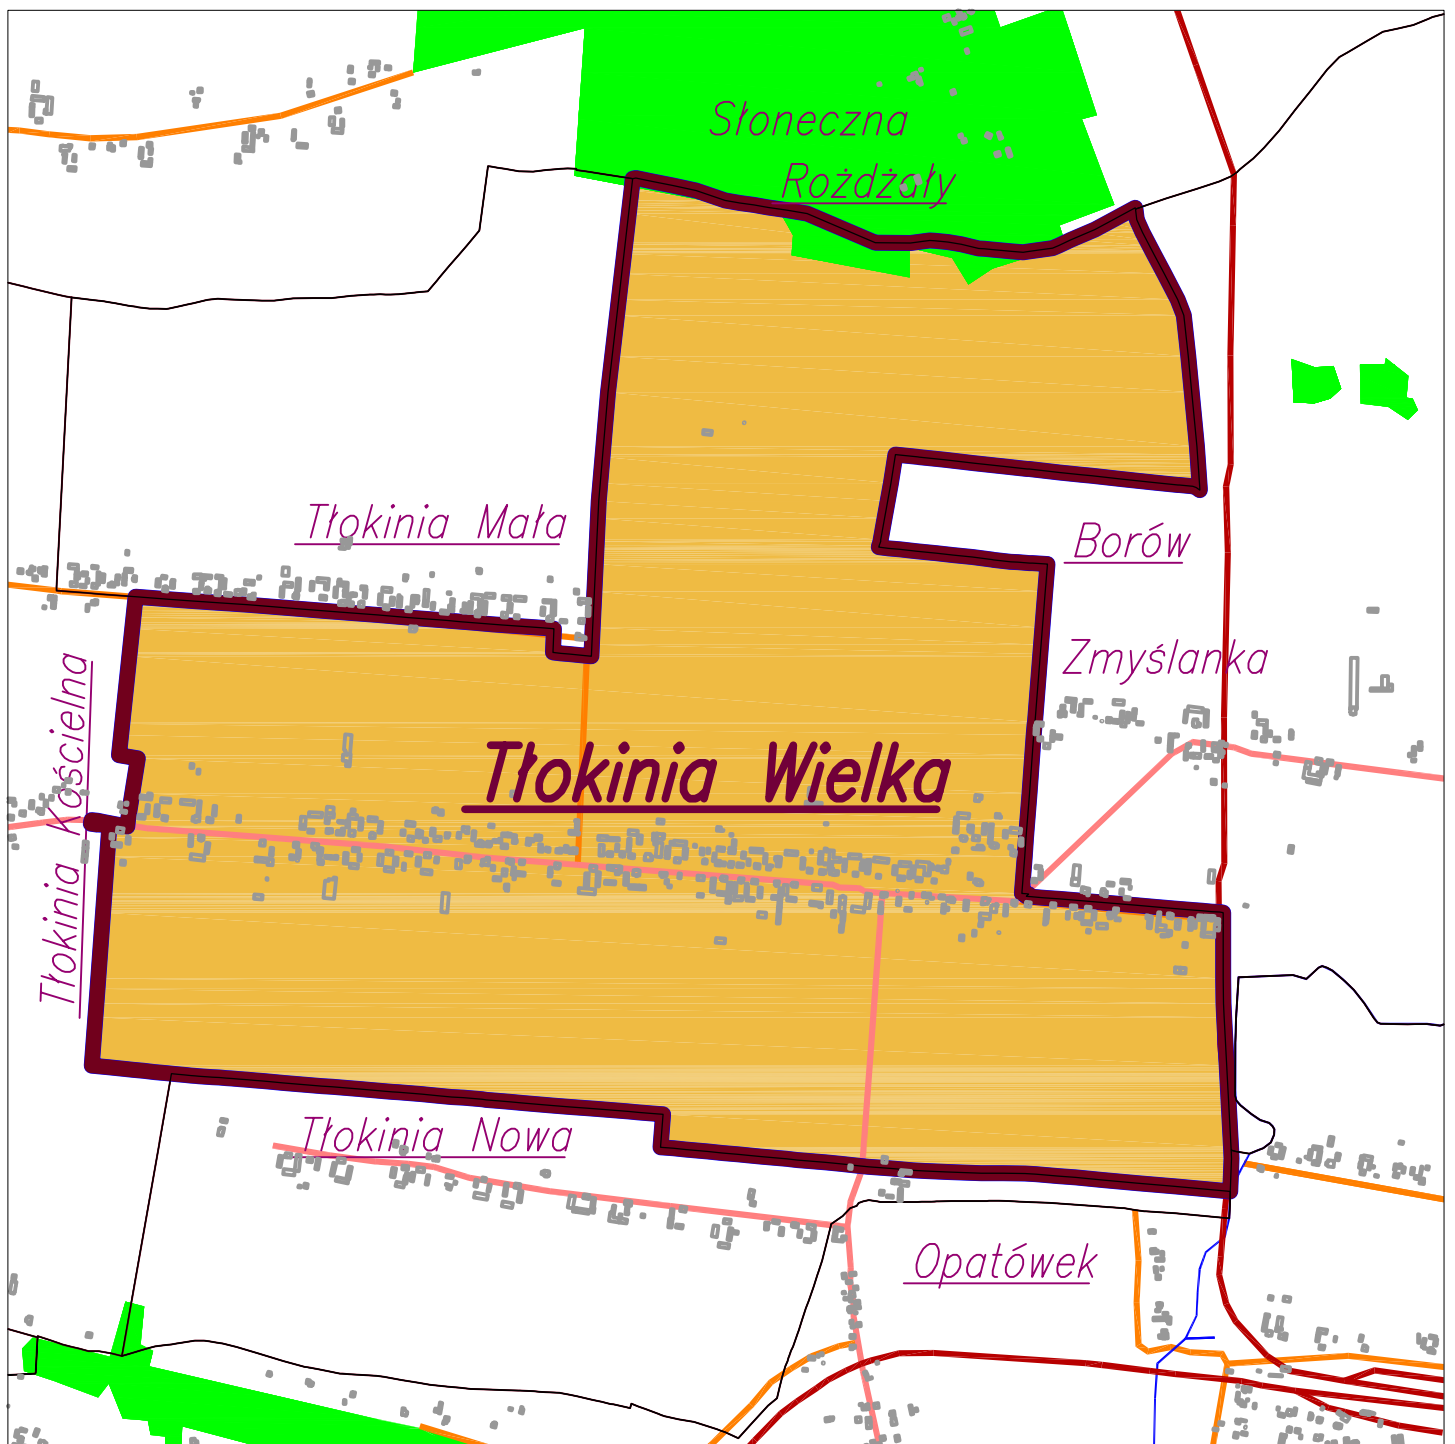 Słoneczna
Rożdżały
Tłokinia Mała
Borów
Zmyślanka
Tłokinia Kościelna
Tłokinia Wielka
Tłokinia Nowa
Opatówek